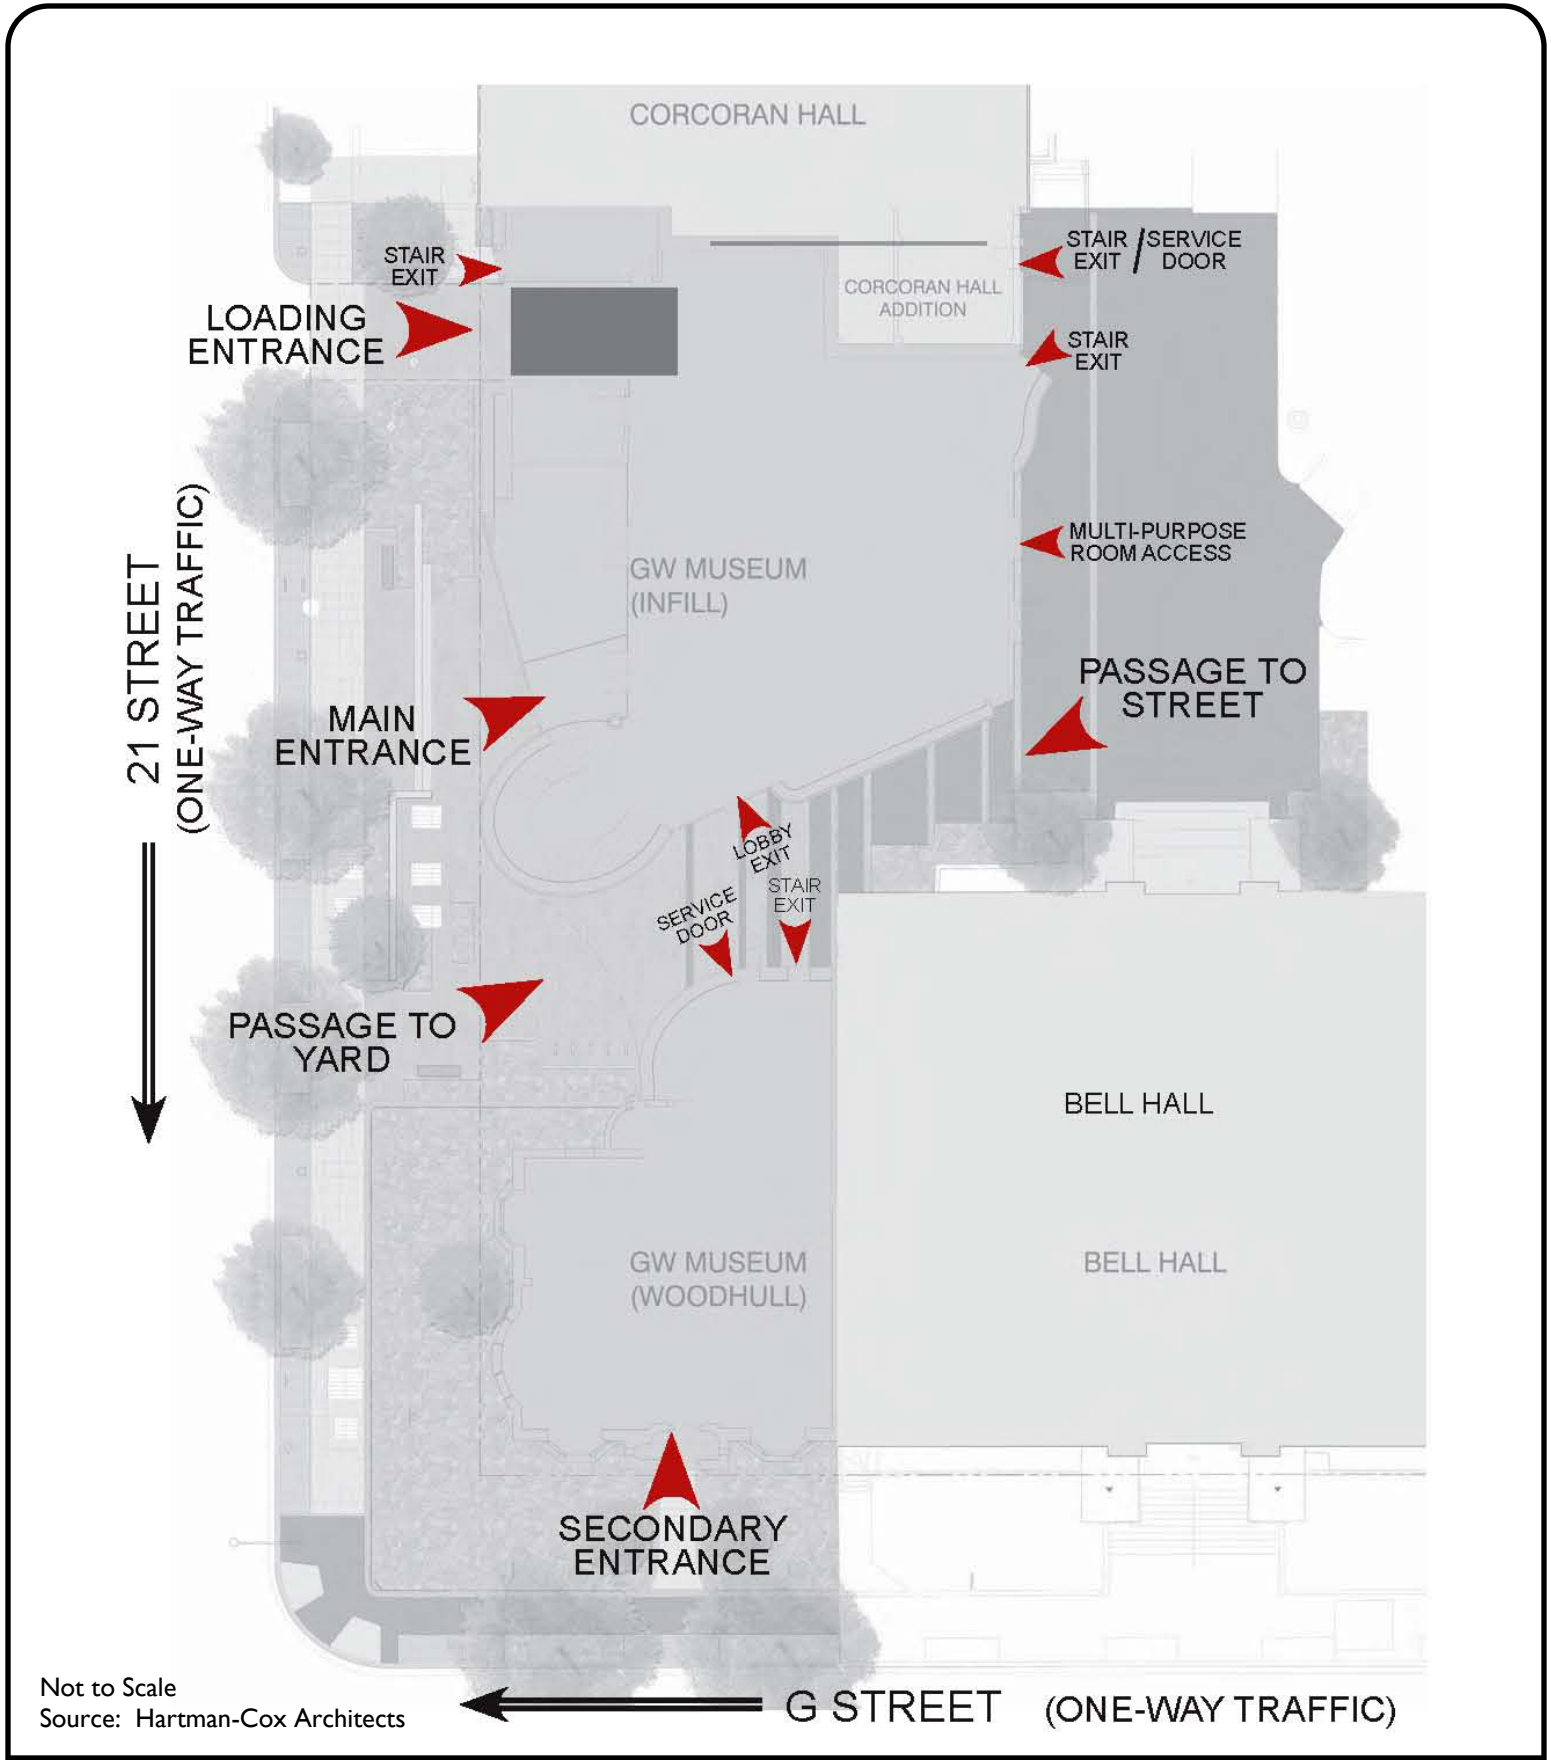 CORCORAN HALL
STAIR
EXIT
STAIR / SERVICE
EXIT / DOOR
CORCORAN HALL
ADDITION
LOADING
ENTRANCE
STAIR
EXIT
21 STREET
(ONE-WAY TRAFFIC)
MULTI-PURPOSE
ROOM ACCESS
GW MUSEUM
(INFILL)
PASSAGE TO
STREET
MAIN
ENTRANCE
LOBBY
EXIT
STAIR
EXIT
SERVICE
DOOR
PASSAGE TO
YARD
BELL HALL
GW MUSEUM
(WOODHULL)
BELL HALL
SECONDARY
ENTRANCE
Not to Scale
Source: Hartman-Cox Architects
G STREET (ONE-WAY TRAFFIC)